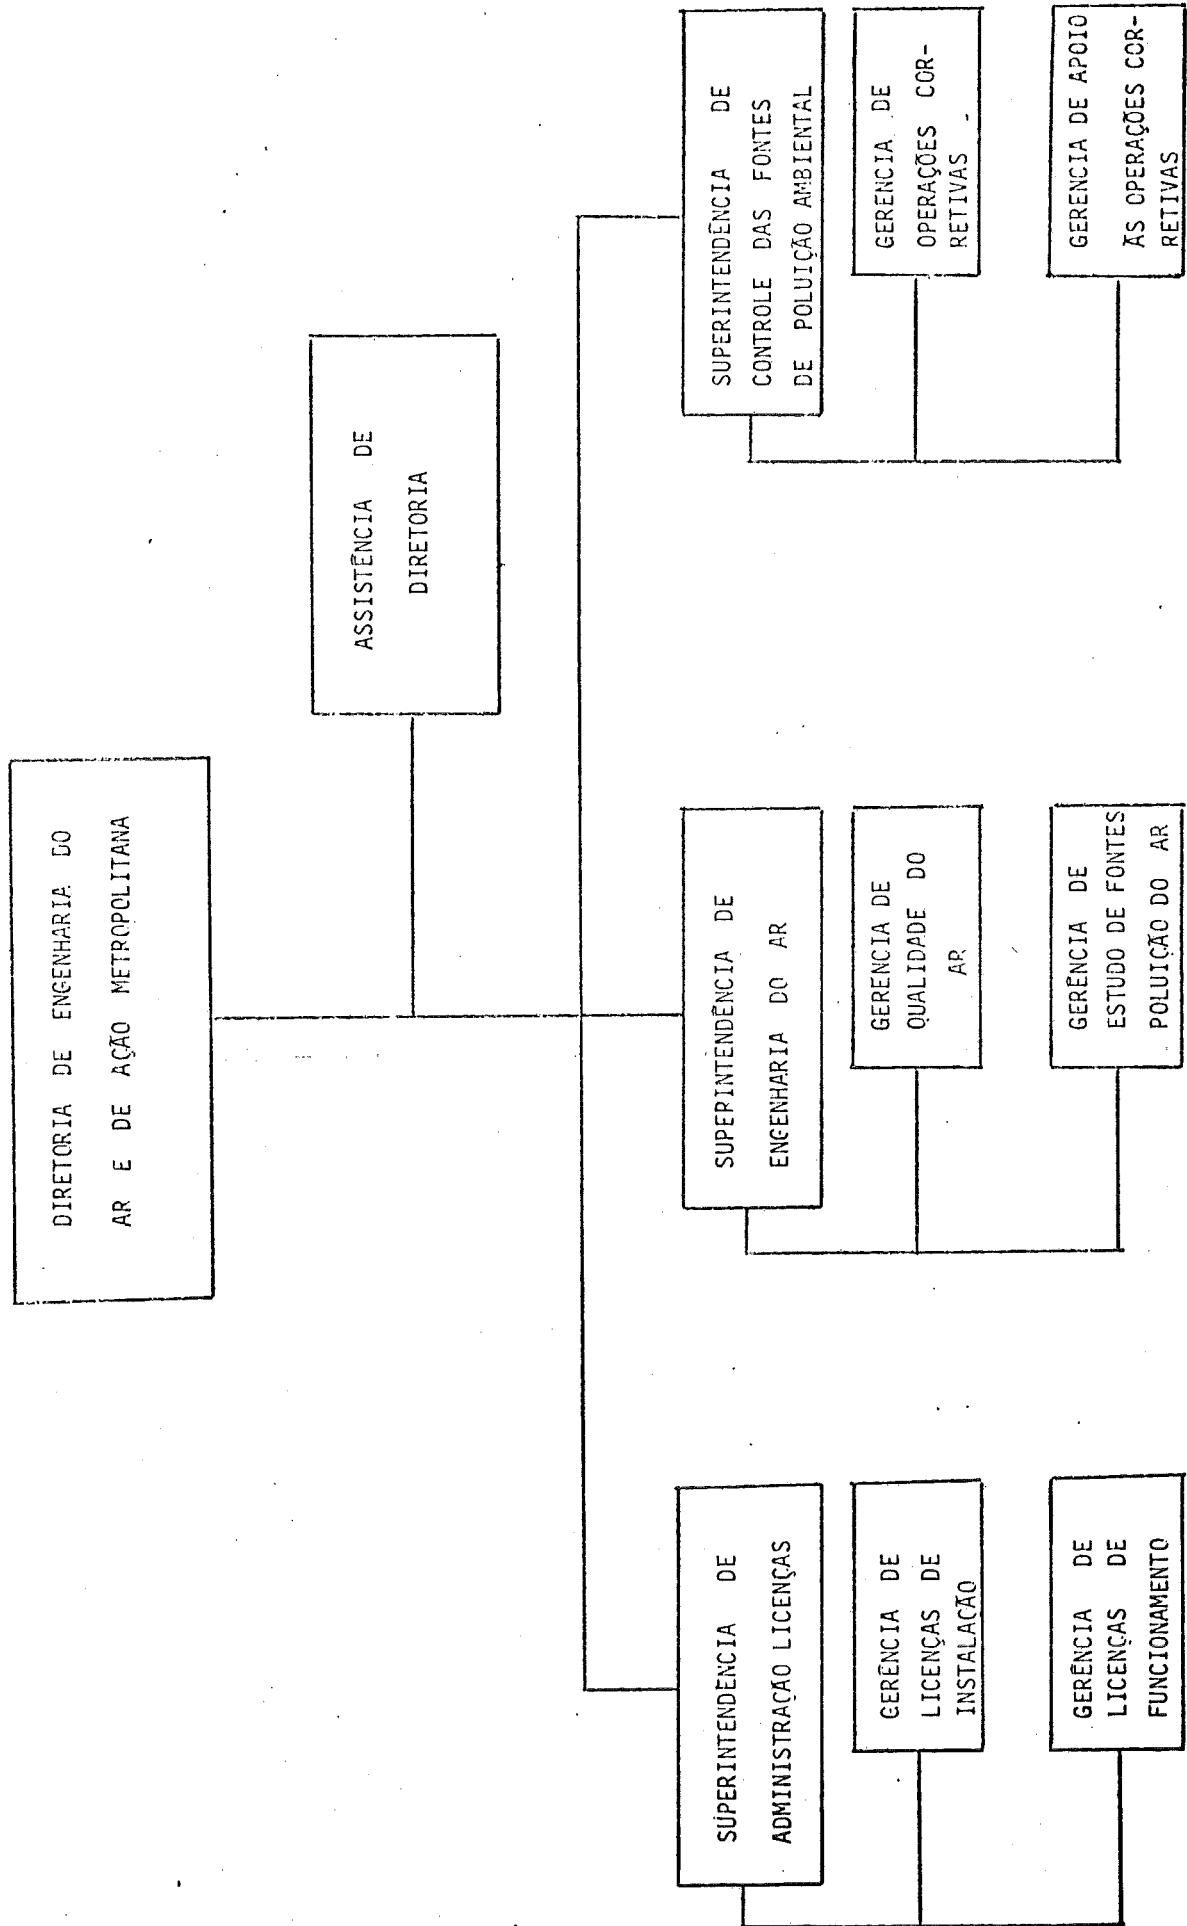 DIRETORIA DE ENGENHARIA DO
AR E DE AÇÃO METROPOLITANA
ASSISTÊNCIA DE
DIRETORIA
SUPERINTENDÊNCIA DE
ADMINISTRAÇÃO LICENÇAS
GERÊNCIA DE
LICENÇAS DE
INSTALAÇÃO
GERÊNCIA DE
LICENÇAS DE
FUNCIONAMENTO
SUPERINTENDÊNCIA DE
ENGENHARIA DO AR
GERENCIA DE
QUALIDADE DO
AR
GERÊNCIA DE
ESTUDO DE FONTES
POLUIÇÃO DO AR
SUPERINTENDÊNCIA DE
CONTROLE DAS FONTES
DE POLUIÇÃO AMBIENTAL
GERENCIA DE
OPERAÇÕES COR-
RETIVAS
GERENCIA DE APOIO
ÀS OPERAÇÕES COR-
RETIVAS